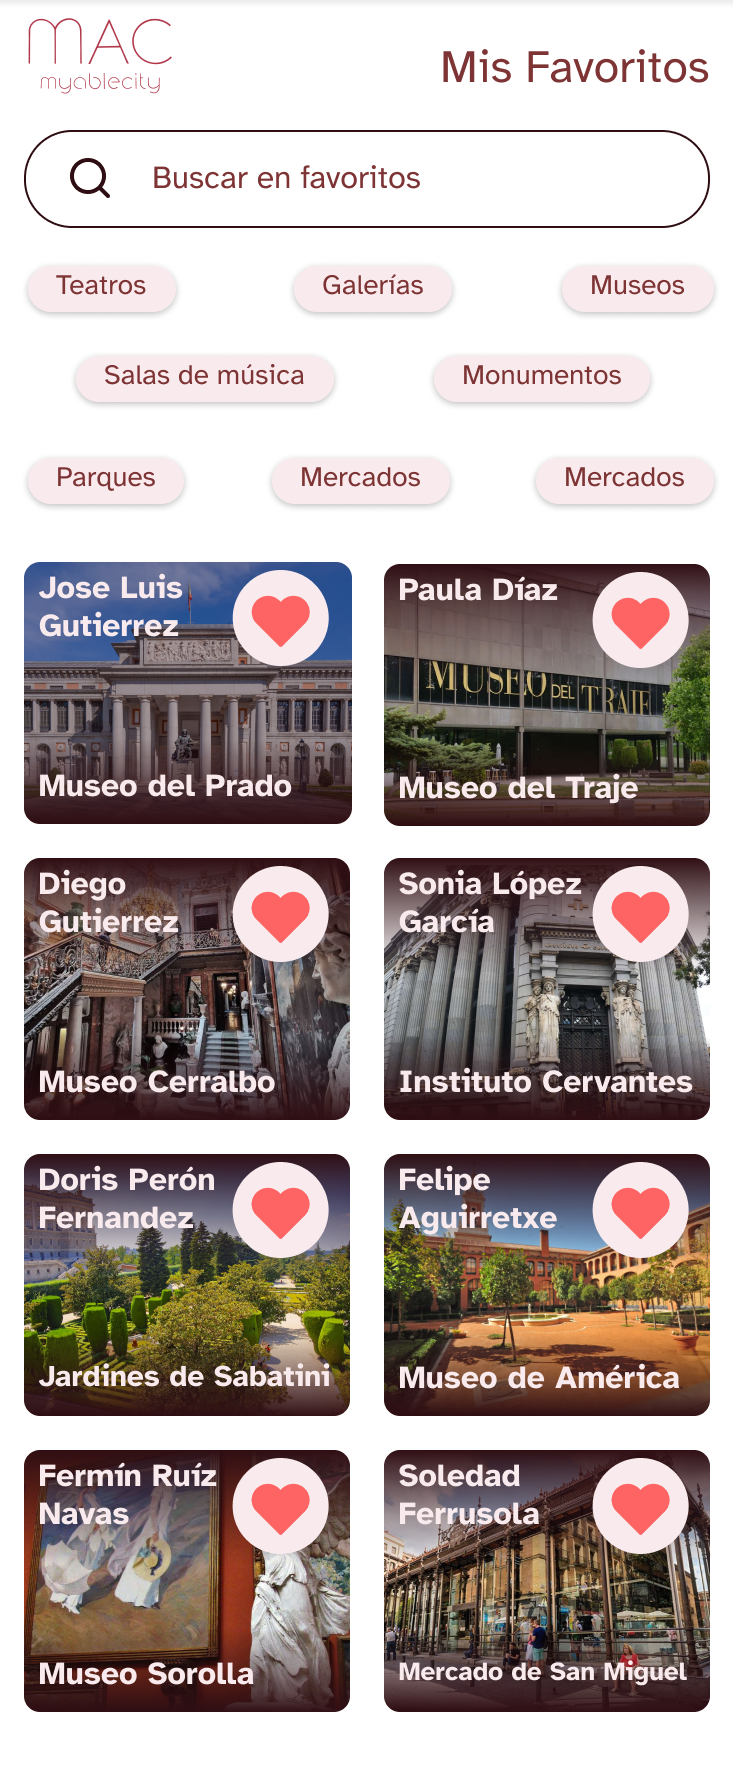 MAC
myablecity
Mis Favoritos
Buscar en favoritos
Teatros
Galerías
Museos
Salas de música
Monumentos
Parques
Mercados
Mercados
Jose Luis
Gutierrez
Museo del Prado
Paula Díaz
MUSEO DEL TRAJE
Museo del Traje
Diego
Gutierrez
Museo Cerralbo
Sonia López
García
Instituto Cervantes
Doris Perón
Fernandez
Jardines de Sabatini
Felipe
Aguirretxe
Museo de América
Fermín Ruíz
Navas
Museo Sorolla
Soledad
Ferrusola
Mercado de San Miguel